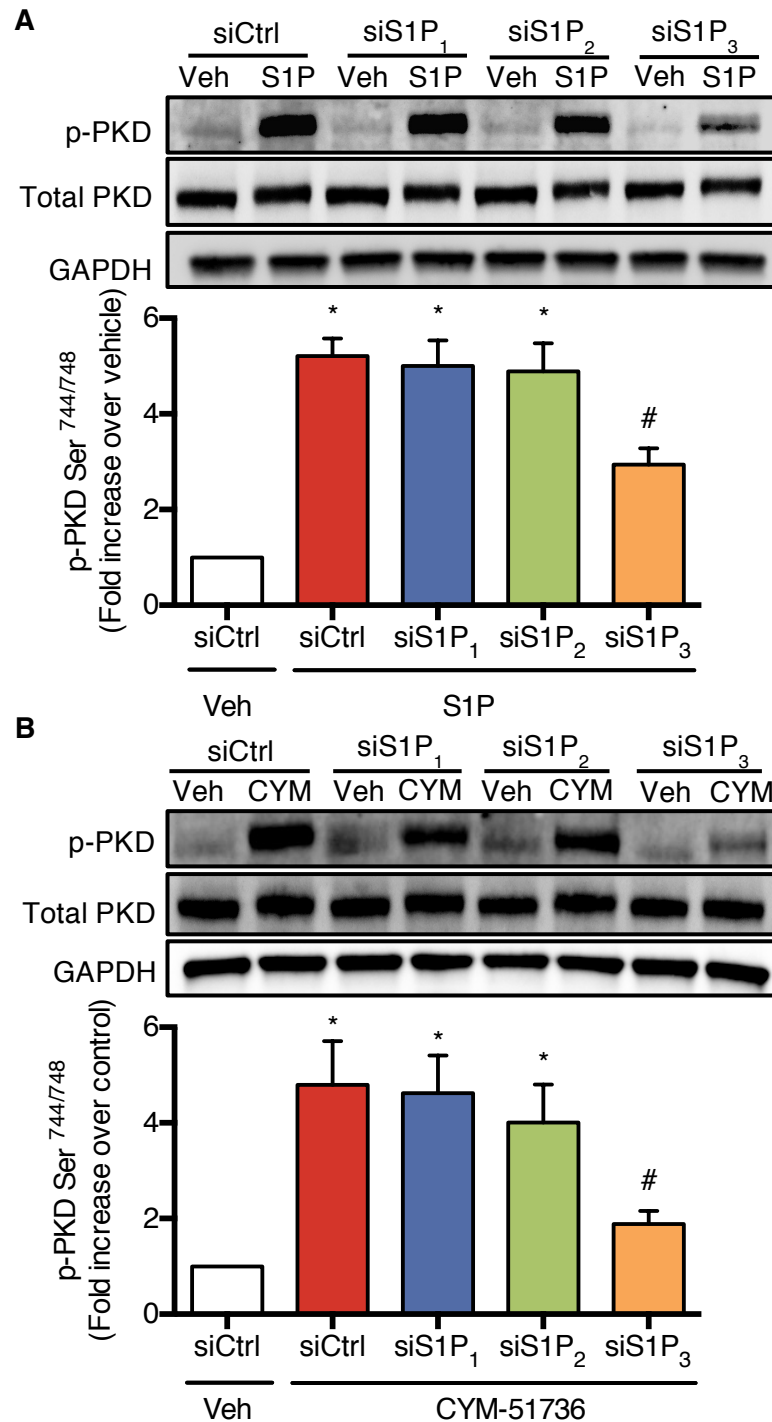 A
siCtrl siS1P₁ siS1P₂ siS1P₃
Veh S1P Veh S1P Veh S1P Veh S1P
p-PKD
Total PKD
GAPDH
p-PKD Ser 744/748
(Fold increase over vehicle)
6
4
2
0
* * * #
siCtrl siCtrl siS1P₁ siS1P₂ siS1P₃
Veh S1P
B
siCtrl siS1P₁ siS1P₂ siS1P₃
Veh CYM Veh CYM Veh CYM Veh CYM
p-PKD
Total PKD
GAPDH
p-PKD Ser 744/748
(Fold increase over control)
6
4
2
0
* * * #
siCtrl siCtrl siS1P₁ siS1P₂ siS1P₃
Veh CYM-51736